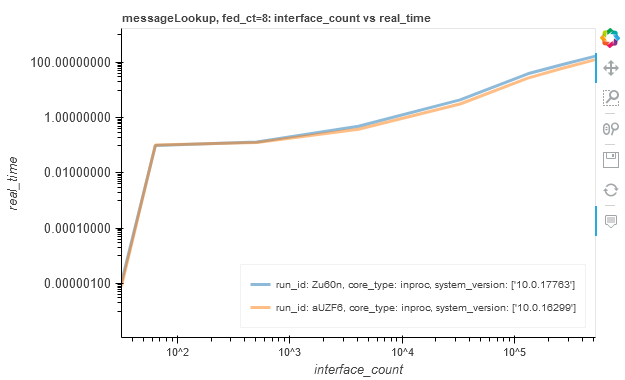 messageLookup, fed_ct=8: interface_count vs real_time
100.00000000
1.00000000
0.01000000
0.00010000
0.00000100
real_time
run_id: Zu60n, core_type: inproc, system_version: ['10.0.17763']
run_id: aUZF6, core_type: inproc, system_version: ['10.0.16299']
10^2
10^3
10^4
10^5
interface_count